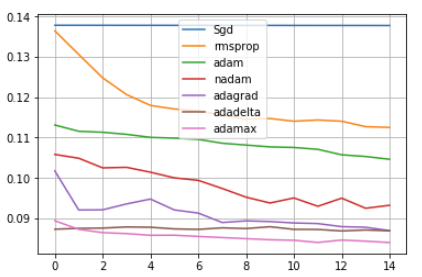 0.14
0.13
0.12
0.11
0.10
0.09
Sgd
rmsprop
adam
nadam
adagrad
adadelta
adamax
0 2 4 6 8 10 12 14